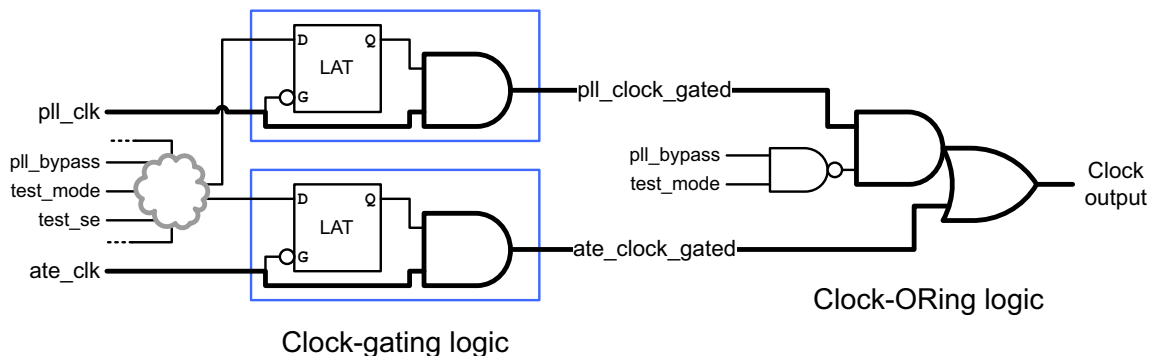 D
Q
LAT
G
pll_clk
pll_clock_gated
pll_bypass
test_mode
test_se
pll_bypass
test_mode
Clock
output
D
Q
LAT
G
ate_clk
ate_clock_gated
Clock-ORing logic
Clock-gating logic